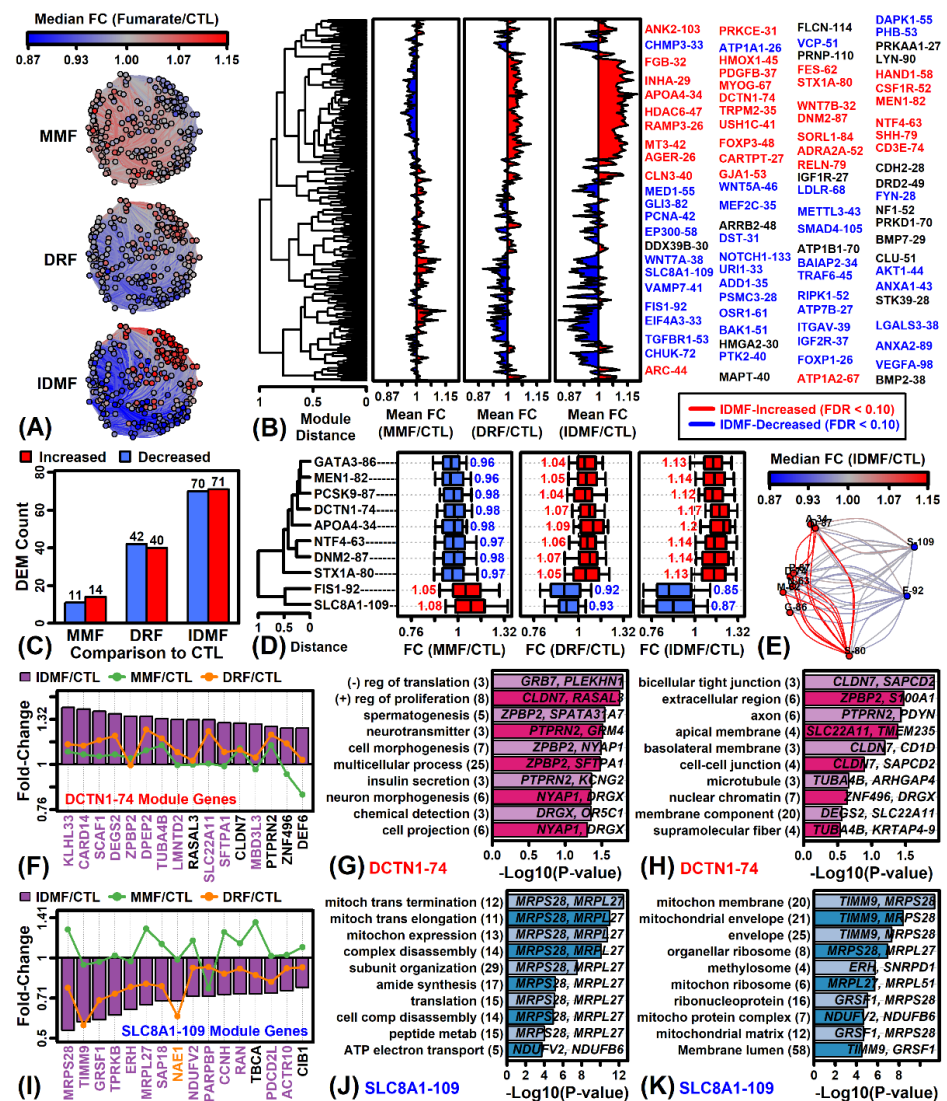 Median FC (Fumarate/CTL)
0.87 0.93 1 1.07 1.15
MMF
DRF
IDMF
(A)
1 0.5 0
Module
Distance
(B)
0.87 1 1.15
Mean FC
(MMF/CTL)
0.87 1 1.15
Mean FC
(DRF/CTL)
0.87 1 1.15
Mean FC
(IDMF/CTL)
ANK2-103
CHMP3-33
FGB-32
INHA-29
APOA4-34
HDAC6-47
RAMP3-26
MT3-42
AGER-26
CLN3-40
MED1-55
GLI3-82
PCNA-42
EP300-58
DDX39B-30
WNT7A-38
SLC8A1-109
VAMP7-41
FIS1-92
EIF4A3-33
TGFBR1-53
CHUK-72
ARC-44
PRKCE-31
ATP1A1-26
HMOX1-45
PDGFB-37
MYOG-67
DCTN1-74
TRPM2-35
USH1C-41
FOXP3-48
CARTPT-27
GJA1-53
WNT5A-46
MEF2C-35
ARRB2-48
DST-31
NOTCH1-133
URI1-33
ADD1-35
PSMC3-28
OSR1-61
BAK1-51
HMGA2-30
PTK2-40
MAPT-40
FLCN-114
VCP-51
PRNP-110
FES-62
STX1A-80
WNT7B-32
DNM2-87
SORL1-84
ADRA2A-52
RELN-79
IGF1R-27
LDLR-68
METTL3-43
SMAD4-105
ATP1B1-70
BAIAP2-34
TRAF6-45
RIPK1-52
ATP7B-27
ITGAV-39
IGF2R-37
FOXP1-26
ATP1A2-67
DAPK1-55
PHB-53
PRKAA1-27
LYN-90
HAND1-58
CSF1R-52
MEN1-82
NTF4-63
SHH-79
CD3E-74
CDH2-28
DRD2-49
FYN-28
NF1-52
PRKD1-70
BMP7-29
CLU-51
AKT1-44
ANXA1-43
STK39-28
LGALS3-38
ANXA2-89
VEGFA-98
BMP2-38
IDMF-Increased (FDR < 0.10)
IDMF-Decreased (FDR < 0.10)
Increased Decreased
DEM Count
0 20 40 60 80
11 14 42 40 70 71
MMF DRF IDMF
(C) Comparison to CTL
GATA3-86
MEN1-82
PCSK9-87
DCTN1-74
APOA4-34
NTF4-63
DNM2-87
STX1A-80
FIS1-92
SLC8A1-109
1 0.5 0
(D) Distance
0.96
0.96
0.98
0.98
0.98
0.97
0.98
0.97
1.05
1.08
0.76 1 1.32
FC (MMF/CTL)
1.04
1.05
1.04
1.07
1.09
1.06
1.07
1.05
0.92
0.93
0.76 1 1.32
FC (DRF/CTL)
1.13
1.14
1.12
1.17
1.2
1.14
1.14
1.13
0.85
0.87
0.76 1 1.32
FC (IDMF/CTL)
Median FC (IDMF/CTL)
0.87 0.93 1 1.07 1.15
S-109
F-92
S-80
G-86
(E)
IDMF/CTL MMF/CTL DRF/CTL
Fold-Change
1.32
1
0.76
DCTN1-74 Module Genes
(F)
KLHL33
CARD14
SCAF1
DEGS2
ZPBP2
DPEP2
TUBA4B
LMNTD2
RASAL3
SLC22A11
SFTPA1
CLDN7
MBD3L3
PTPRN2
ZNF496
DEF6
(-) reg of translation (3) GRB7, PLEKHN1
(+) reg of proliferation (8) CLDN7, RASAL3
spermatogenesis (5) ZPBP2, SPATA31A7
neurotransmitter (3) PTPRN2, GRM4
cell morphogenesis (7) ZPBP2, NYAP1
multicellular process (25) ZPBP2, SFTPA1
insulin secretion (3) PTPRN2, KCNG2
neuron morphogenesis (6) NYAP1, DRGX
chemical detection (3) DRGX, OR5C1
cell projection (6) NYAP1, DRGX
0 0.5 1 1.5
(G) DCTN1-74 -Log10(P-value)
bicellular tight junction (3) CLDN7, SAPCD2
extracellular region (6) ZPBP2, S100A1
axon (6) PTPRN2, PDYN
apical membrane (4) SLC22A11, TMEM235
basolateral membrane (3) CLDN7, CD1D
cell-cell junction (4) CLDN7, SAPCD2
microtubule (3) TUBA4B, ARHGAP4
nuclear chromatin (7) ZNF496, DRGX
membrane component (20) DEGS2, SLC22A11
supramolecular fiber (4) TUBA4B, KRTAP4-9
0 0.5 1 1.5
(H) DCTN1-74 -Log10(P-value)
IDMF/CTL MMF/CTL DRF/CTL
Fold-Change
1.41
1
0.71
0.5
SLC8A1-109 Module Genes
(I)
MRPS28
TIMM9
GRSF1
TPRKB
ERH
MRPL27
SAP18
NAE1
NDUFV2
PARPBP
CCNH
RAN
TBCA
PDCD2L
ACTR10
CIB1
mitoch trans termination (12) MRPS28, MRPL27
mitoch trans elongation (11) MRPS28, MRPL27
mitochon expression (13) MRPS28, MRPL27
complex disassembly (14) MRPS28, MRPL27
subunit organization (29) MRPS28, MRPL27
amide synthesis (17) MRPS28, MRPL27
translation (15) MRPS28, MRPL27
cell comp disassembly (14) MRPS28, MRPL27
peptide metab (15) MRPS28, MRPL27
ATP electron transport (5) NDUFV2, NDUFB6
0 2 4 6 8 10 12
(J) SLC8A1-109 -Log10(P-value)
mitochon membrane (20) TIMM9, MRPS28
mitochondrial envelope (21) TIMM9, MRPS28
envelope (25) TIMM9, MRPS28
organellar ribosome (8) MRPS28, MRPL27
methylosome (4) ERH, SNRPD1
mitochon ribosome (6) MRPL27, MRPL51
ribonucleoprotein (16) GRSF1, MRPS28
mitocho protein complex (7) NDUFV2, NDUFB6
mitochondrial matrix (12) GRSF1, MRPS28
Membrane lumen (58) TIMM9, GRSF1
0 2 4 6 8 10
(K) SLC8A1-109 -Log10(P-value)